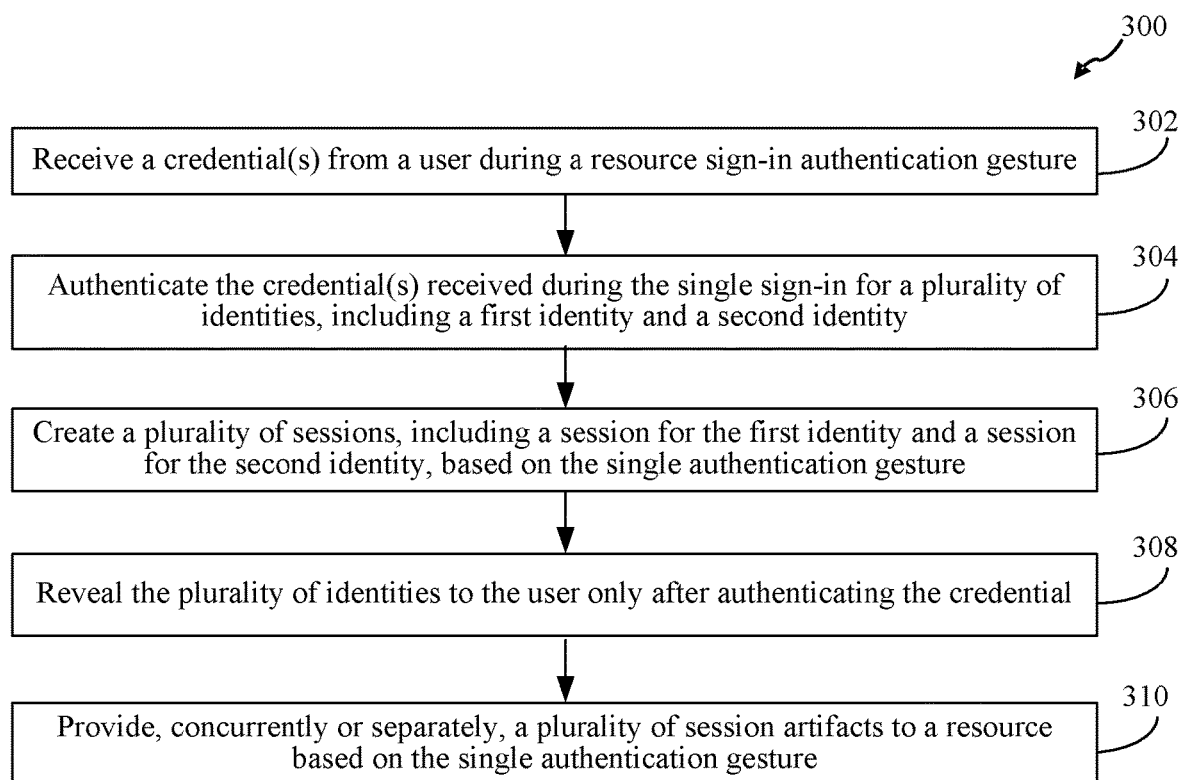 300
302
Receive a credential(s) from a user during a resource sign-in authentication gesture
304
Authenticate the credential(s) received during the single sign-in for a plurality of
identities, including a first identity and a second identity
306
Create a plurality of sessions, including a session for the first identity and a session
for the second identity, based on the single authentication gesture
308
Reveal the plurality of identities to the user only after authenticating the credential
310
Provide, concurrently or separately, a plurality of session artifacts to a resource
based on the single authentication gesture